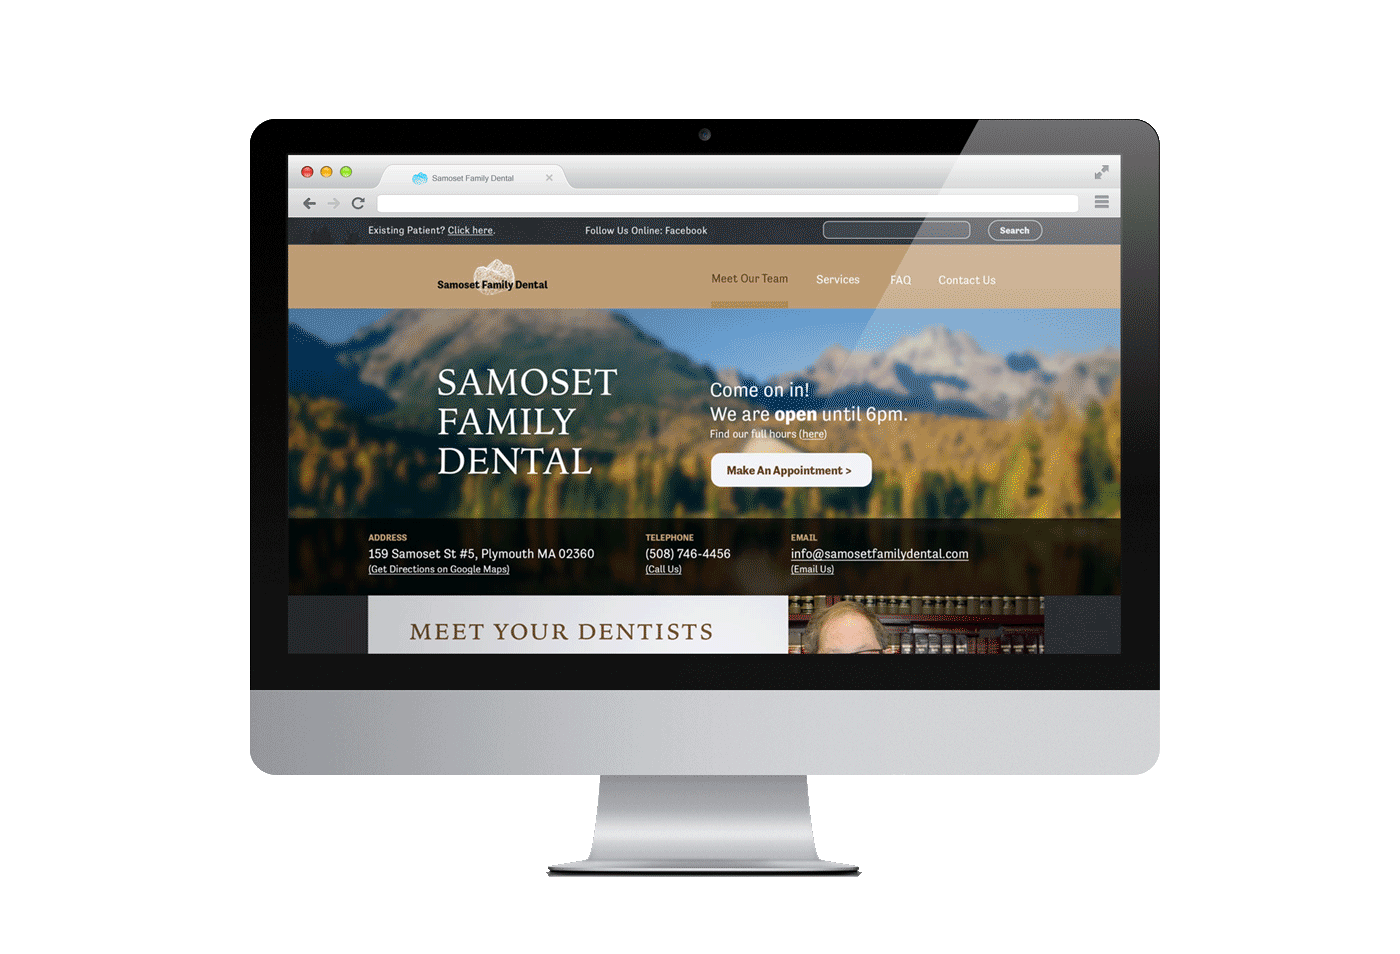 Samoset Family Dental
Existing Patient? Click here.
Follow Us Online: Facebook
Search
Samoset Family Dental
Meet Our Team
Services
FAQ
Contact Us
SAMOSET
FAMILY
DENTAL
Come on in!
We are open until 6pm.
Find our full hours (here)
Make An Appointment >
ADDRESS
159 Samoset St #5, Plymouth MA 02360
(Get Directions on Google Maps)
TELEPHONE
(508) 746-4456
(Call Us)
EMAIL
info@samosetfamilydental.com
(Email Us)
MEET YOUR DENTISTS